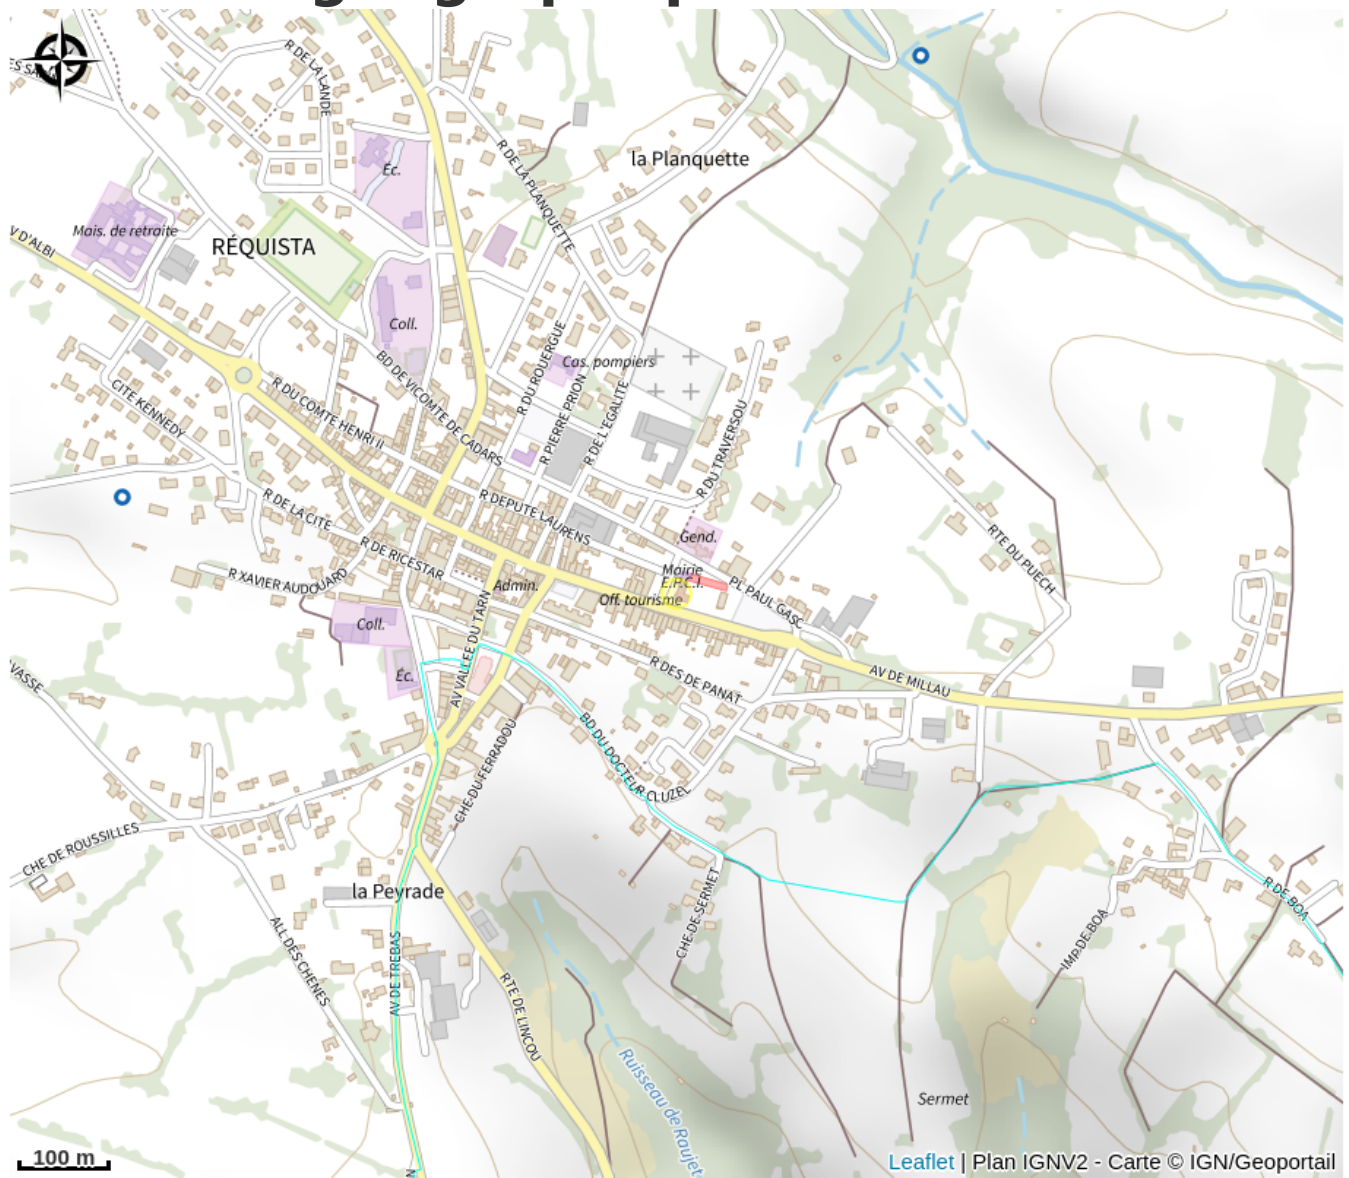 R DE LA LANDE
la Planquette
R DE LA PLANQUETTE
Éc.
Mais. de retraite
RÉQUISTA
V D'ALBI
Coll.
R DU ROUERGUE
Cas. pompiers
BD DE VICOMTE DE CADARS
CITE KENNEDY
R DU COMTE HENRI II
R PIERRE PRION
R DE L'EGALITE
R DU TRAVERSOU
R DE LA CITE
R DEPUTE LAURENS
Gend.
RTE DU PUECH
R DE RICESTAR
R XAVIER AUDOUARD
Admin.
Mairie
E.P.C.I.
Off. tourisme
PL PAUL GASC
Coll.
Éc.
AV VALLEE DU TARN
R DES DE PANAT
AV DE MILLAU
VASSE
CHE DU FERRADOU
BD DU DOCTEUR CLUZEL
CHE DE ROUSSILLES
la Peyrade
CHE DE SERMET
R DE BOA
IMP DE BOA
ALL DES CHENES
AV DE TREBAS
RTE DE LINCOU
Ruisseau de Raujet
Sermet
N
100 m
Leaflet | Plan IGNV2 - Carte © IGN/Geoportail